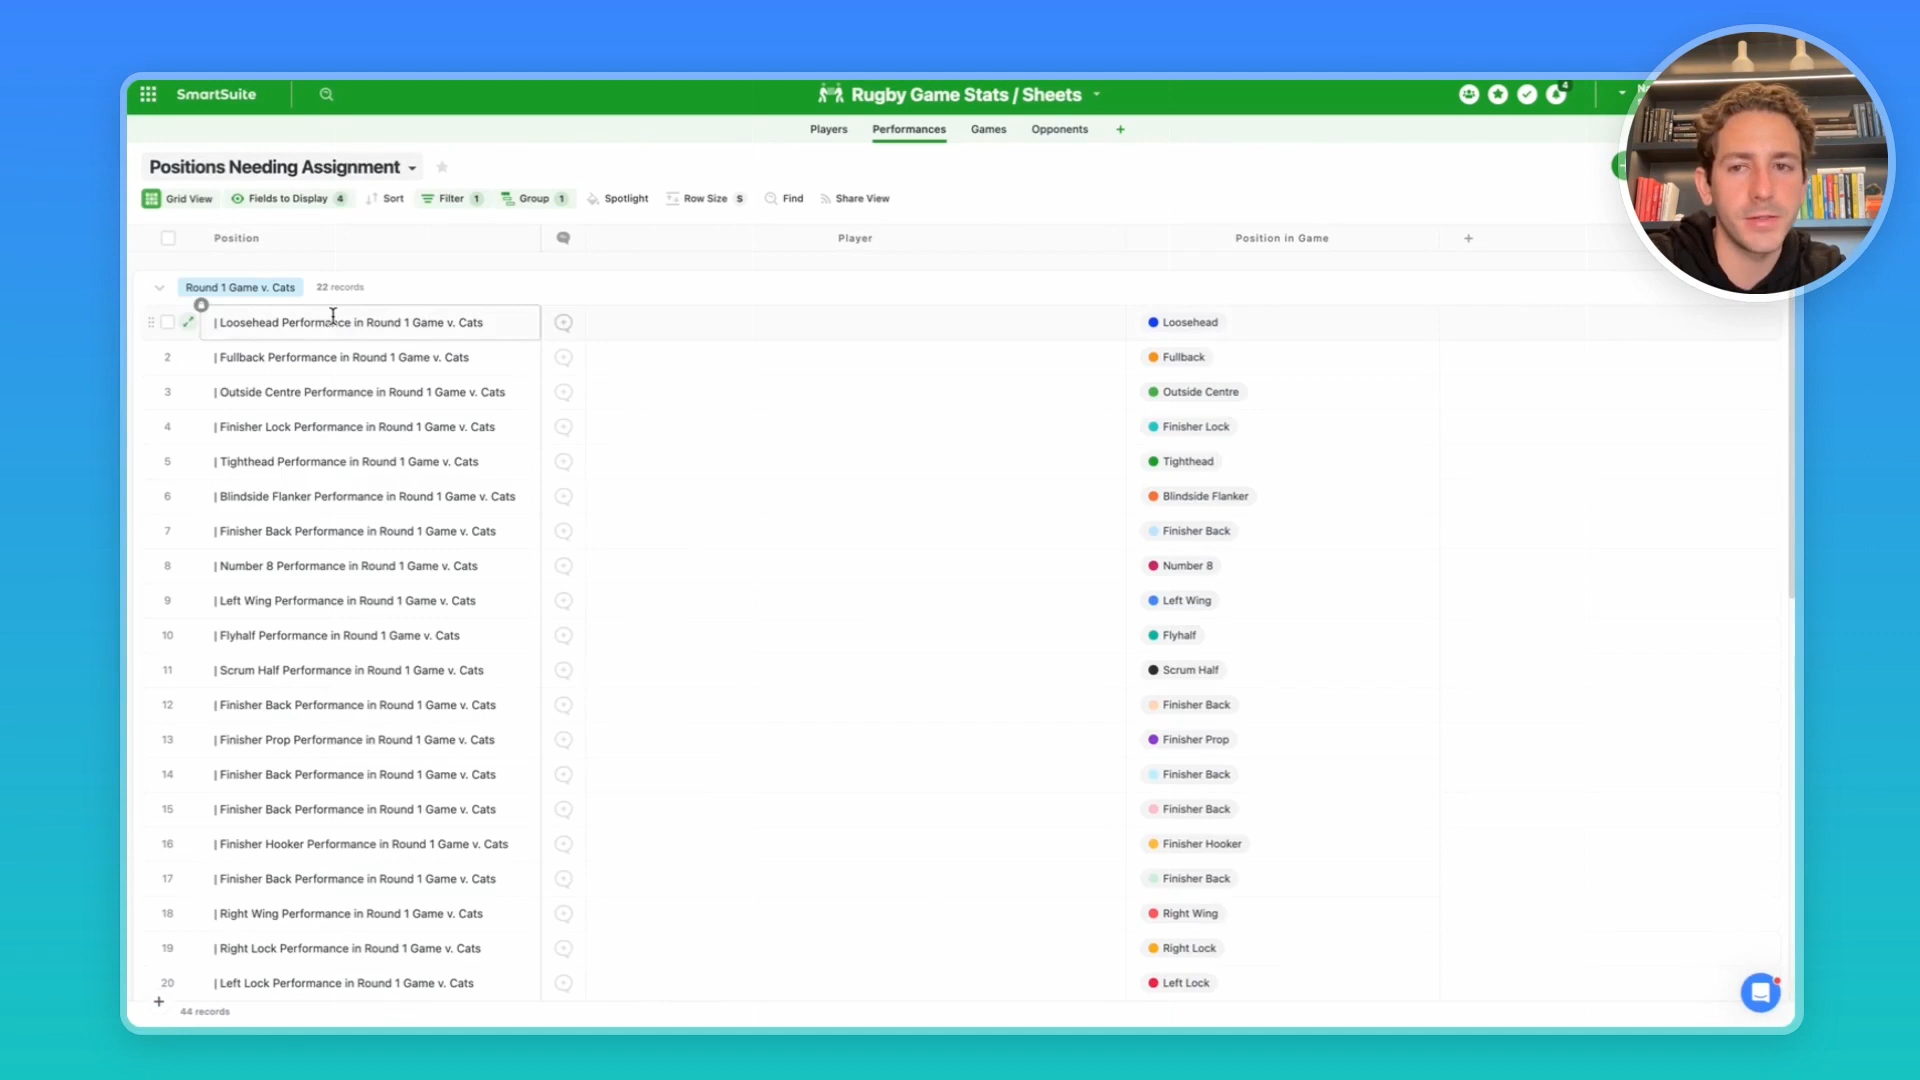 SmartSuite
Rugby Game Stats / Sheets
4
Players Performances Games Opponents +
Positions Needing Assignment
Grid View Fields to Display 4 Sort Filter 1 Group 1 Spotlight Row Size S Find Share View
Position Player Position in Game +
Round 1 Game v. Cats 22 records
| Loosehead Performance in Round 1 Game v. Cats Loosehead
2 | Fullback Performance in Round 1 Game v. Cats Fullback
3 | Outside Centre Performance in Round 1 Game v. Cats Outside Centre
4 | Finisher Lock Performance in Round 1 Game v. Cats Finisher Lock
5 | Tighthead Performance in Round 1 Game v. Cats Tighthead
6 | Blindside Flanker Performance in Round 1 Game v. Cats Blindside Flanker
7 | Finisher Back Performance in Round 1 Game v. Cats Finisher Back
8 | Number 8 Performance in Round 1 Game v. Cats Number 8
9 | Left Wing Performance in Round 1 Game v. Cats Left Wing
10 | Flyhalf Performance in Round 1 Game v. Cats Flyhalf
11 | Scrum Half Performance in Round 1 Game v. Cats Scrum Half
12 | Finisher Back Performance in Round 1 Game v. Cats Finisher Back
13 | Finisher Prop Performance in Round 1 Game v. Cats Finisher Prop
14 | Finisher Back Performance in Round 1 Game v. Cats Finisher Back
15 | Finisher Back Performance in Round 1 Game v. Cats Finisher Back
16 | Finisher Hooker Performance in Round 1 Game v. Cats Finisher Hooker
17 | Finisher Back Performance in Round 1 Game v. Cats Finisher Back
18 | Right Wing Performance in Round 1 Game v. Cats Right Wing
19 | Right Lock Performance in Round 1 Game v. Cats Right Lock
20 | Left Lock Performance in Round 1 Game v. Cats Left Lock
+
44 records